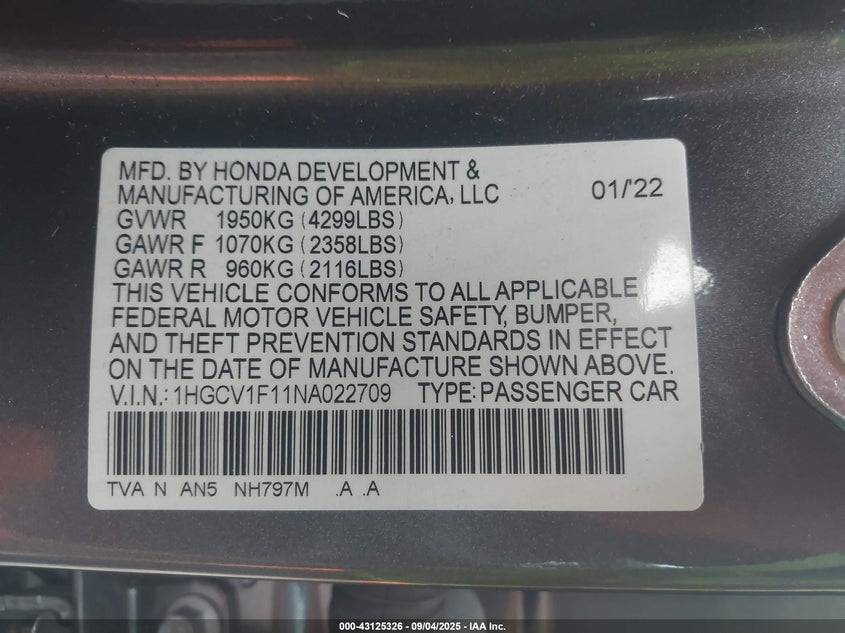 MFD. BY HONDA DEVELOPMENT &
MANUFACTURING OF AMERICA, LLC 01/'22
GVWR 1950KG (4299LBS)
GAWR F 1070KG (2358LBS)
GAWR R 960KG (2116LBS)
THIS VEHICLE CONFORMS TO ALL APPLICABLE
FEDERAL MOTOR VEHICLE SAFETY, BUMPER,
AND THEFT PREVENTION STANDARDS IN EFFECT
ON THE DATE OF MANUFACTURE SHOWN ABOVE.
V.I.N.: 1HGCV1F11NA022709 TYPE: PASSENGER CAR
TVA N AN5 NH797M .A .A
000-43125326 - 09/04/2025 - IAA Inc.